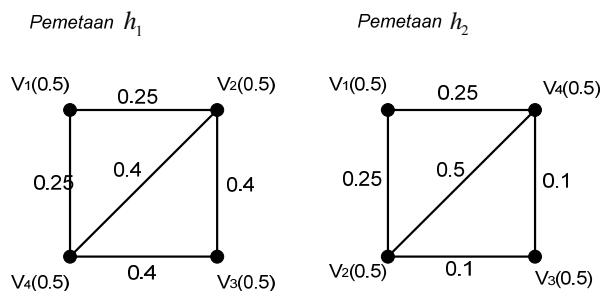 Pemetaan h₁
Pemetaan h₂
V₁(0.5)
V₂(0.5)
0.25
0.25
0.4
0.4
V₄(0.5)
0.4
V₃(0.5)
V₁(0.5)
V₄(0.5)
0.25
0.25
0.5
0.1
V₂(0.5)
0.1
V₃(0.5)